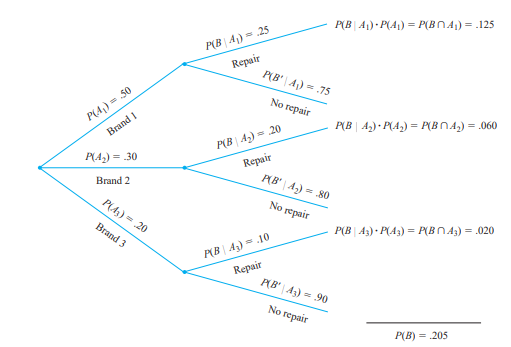 P(B | A₁) · P(A₁) = P(B ∩ A₁) = .125
P(B | A₁) = .25
Repair
P(B' | A₁) = .75
No repair
P(A₁) = .50
Brand 1
P(B | A₂) · P(A₂) = P(B ∩ A₂) = .060
P(B | A₂) = .20
Repair
P(A₂) = .30
Brand 2
P(B' | A₂) = .80
No repair
P(A₃) = .20
Brand 3
P(B | A₃) · P(A₃) = P(B ∩ A₃) = .020
P(B | A₃) = .10
Repair
P(B' | A₃) = .90
No repair
P(B) = .205